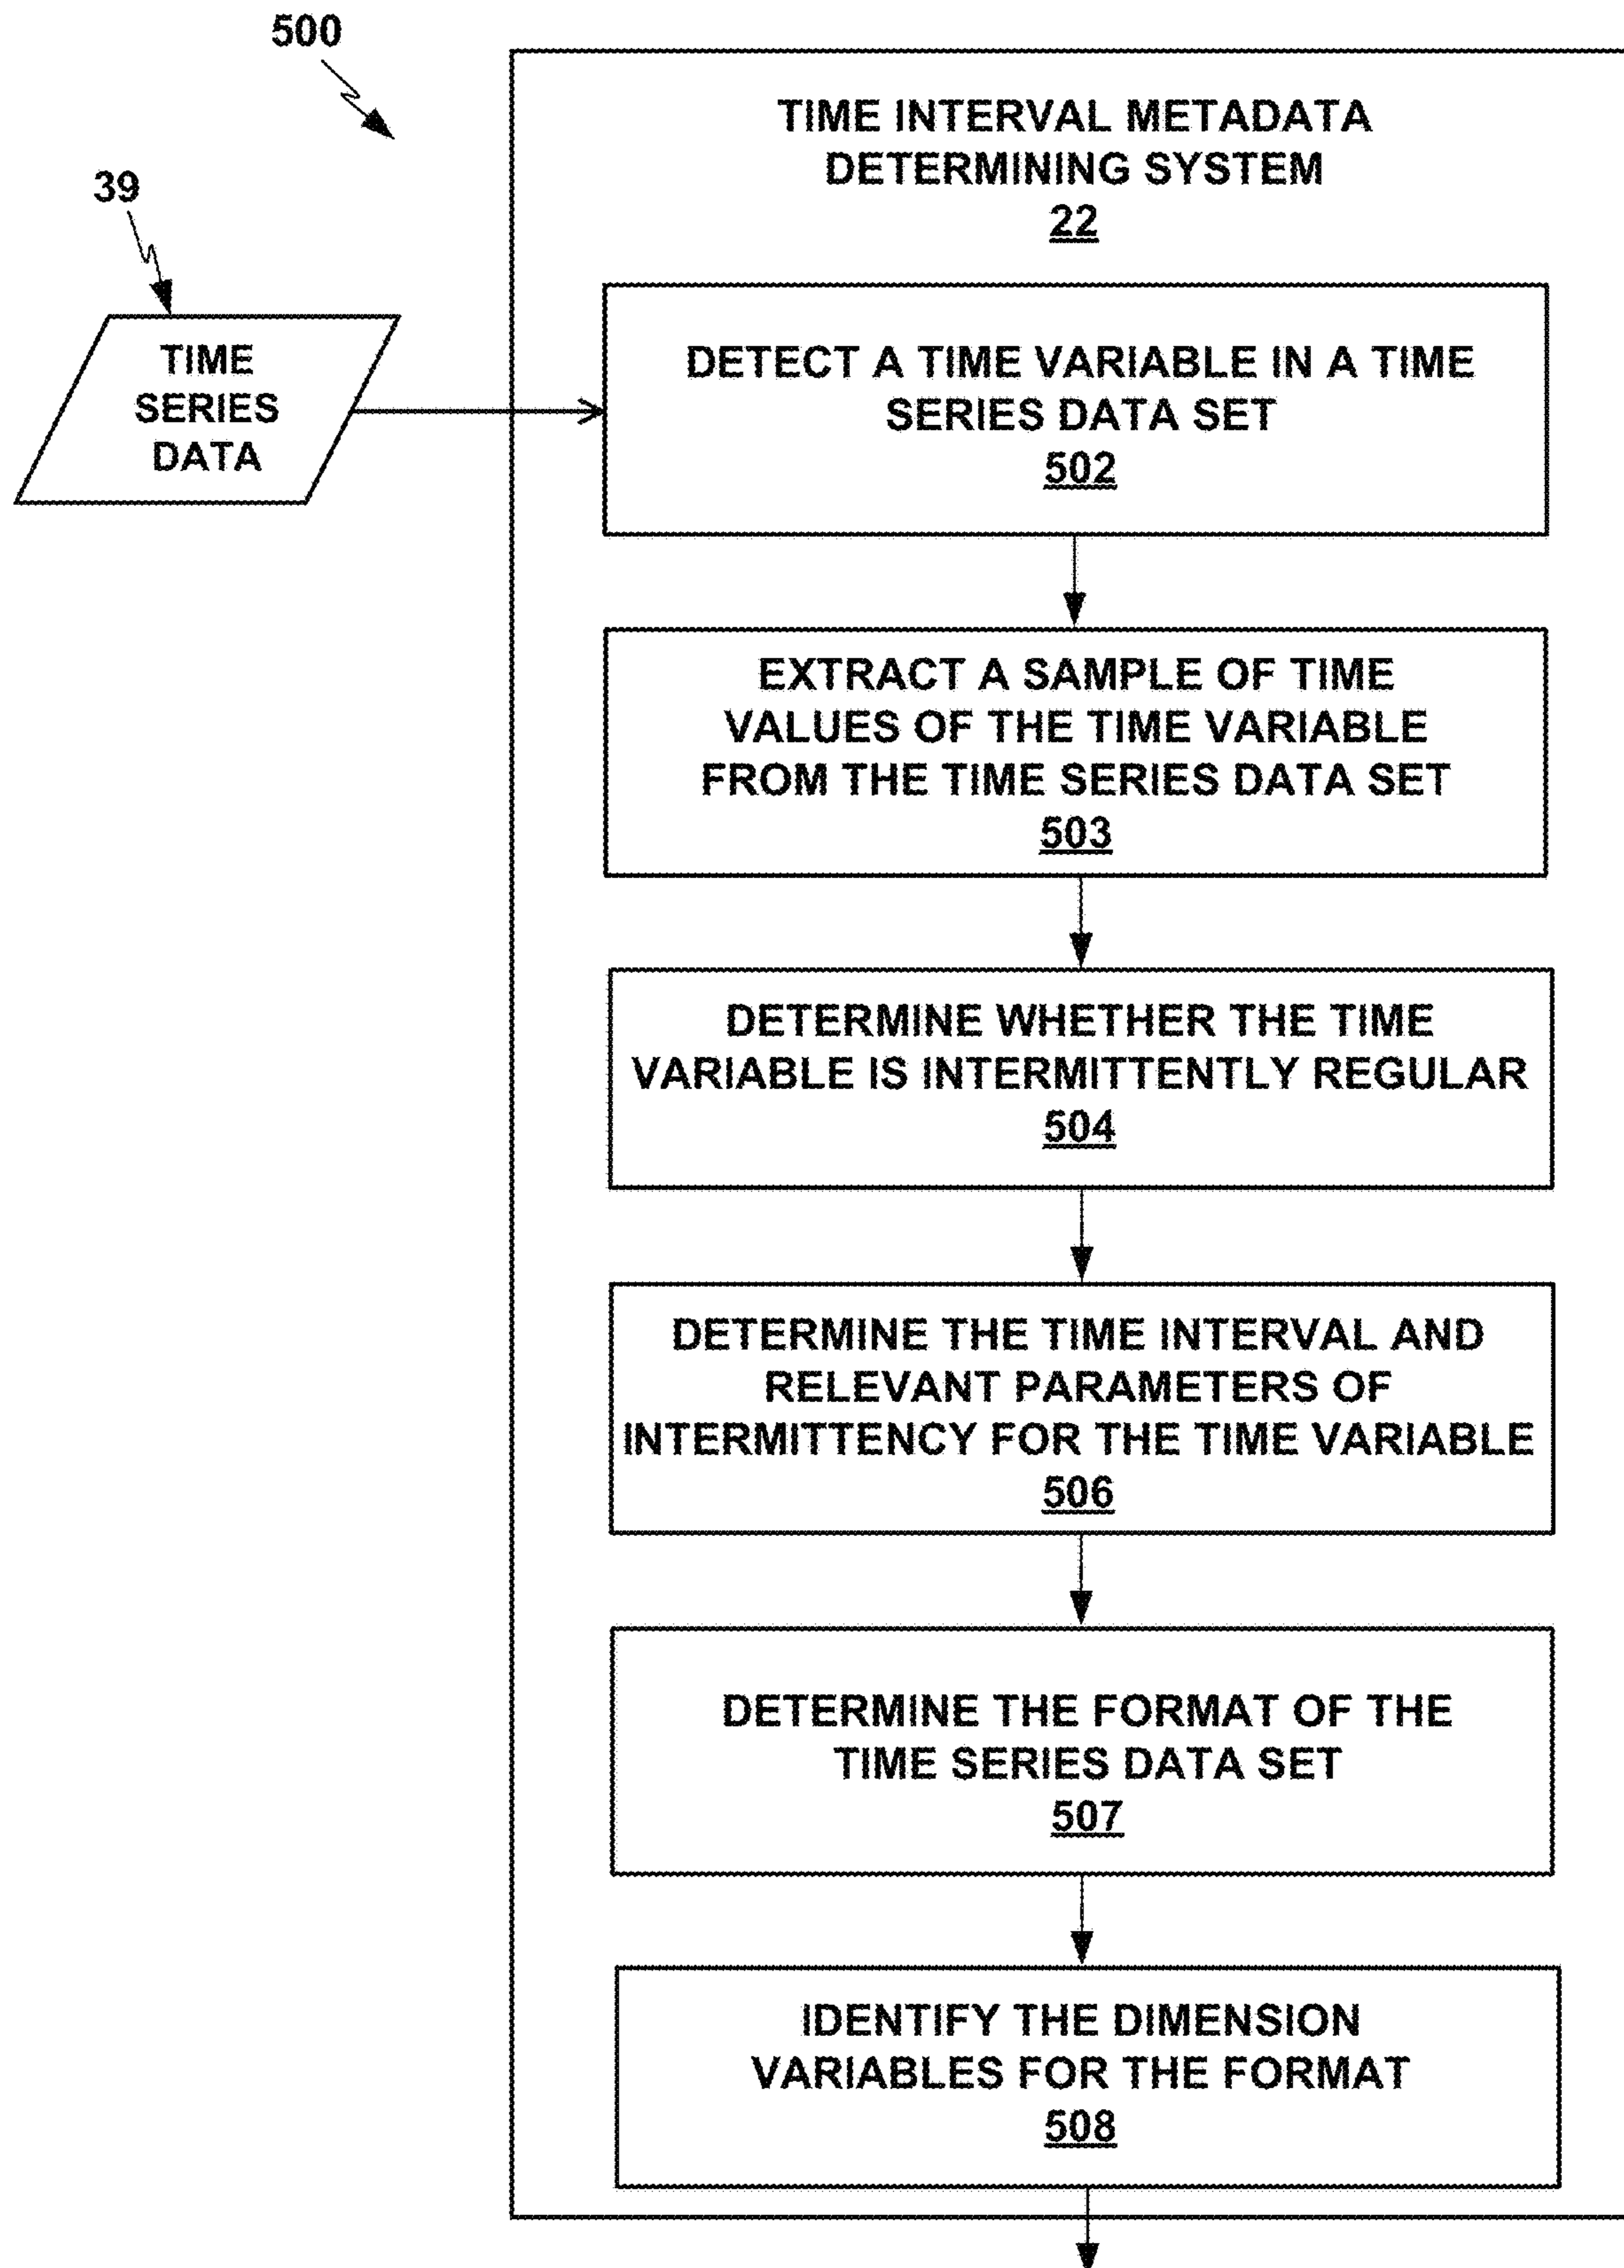 500
TIME INTERVAL METADATA
DETERMINING SYSTEM
22
39
TIME
SERIES
DATA
DETECT A TIME VARIABLE IN A TIME
SERIES DATA SET
502
EXTRACT A SAMPLE OF TIME
VALUES OF THE TIME VARIABLE
FROM THE TIME SERIES DATA SET
503
DETERMINE WHETHER THE TIME
VARIABLE IS INTERMITTENTLY REGULAR
504
DETERMINE THE TIME INTERVAL AND
RELEVANT PARAMETERS OF
INTERMITTENCY FOR THE TIME VARIABLE
506
DETERMINE THE FORMAT OF THE
TIME SERIES DATA SET
507
IDENTIFY THE DIMENSION
VARIABLES FOR THE FORMAT
508